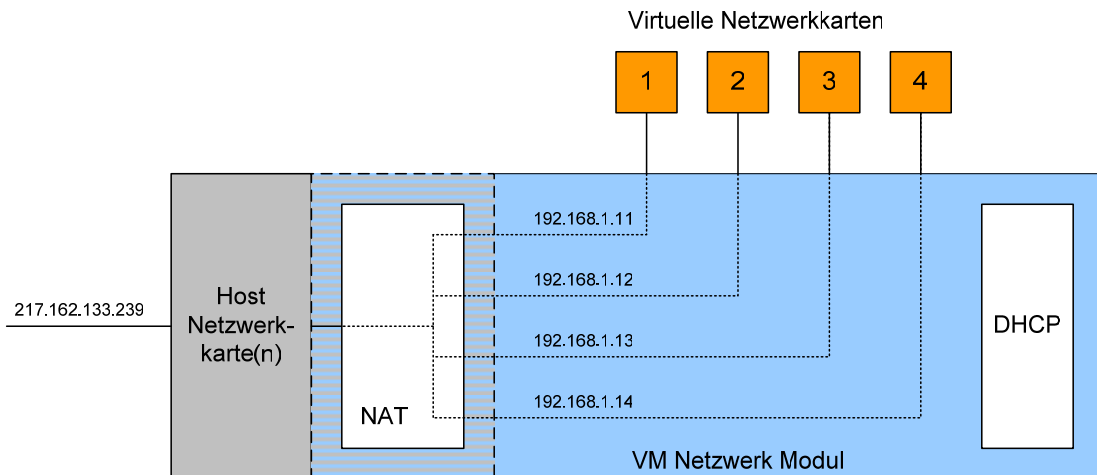 Virtuelle Netzwerkkarten
1
2
3
4
192.168.1.11
192.168.1.12
192.168.1.13
192.168.1.14
217.162.133.239
Host
Netzwerk-
karte(n)
NAT
DHCP
VM Netzwerk Modul